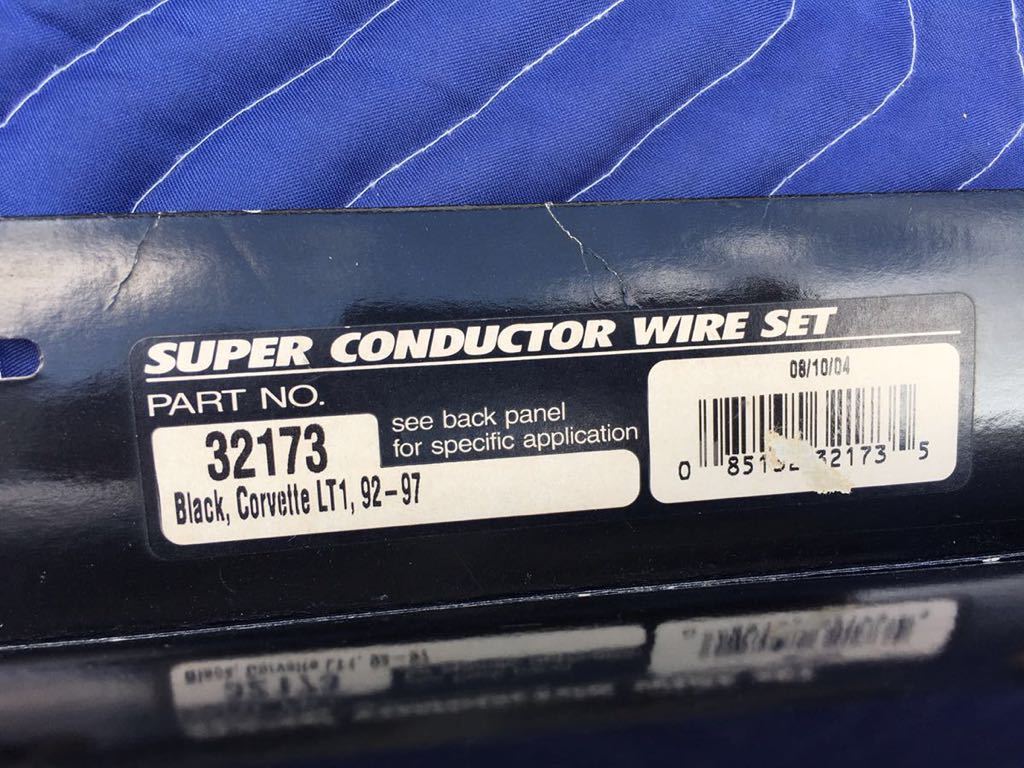 SUPER CONDUCTOR WIRE SET
PART NO.
32173
see back panel
for specific application
Black, Corvette LT1, 92-97
08/10/04
0 32173 5